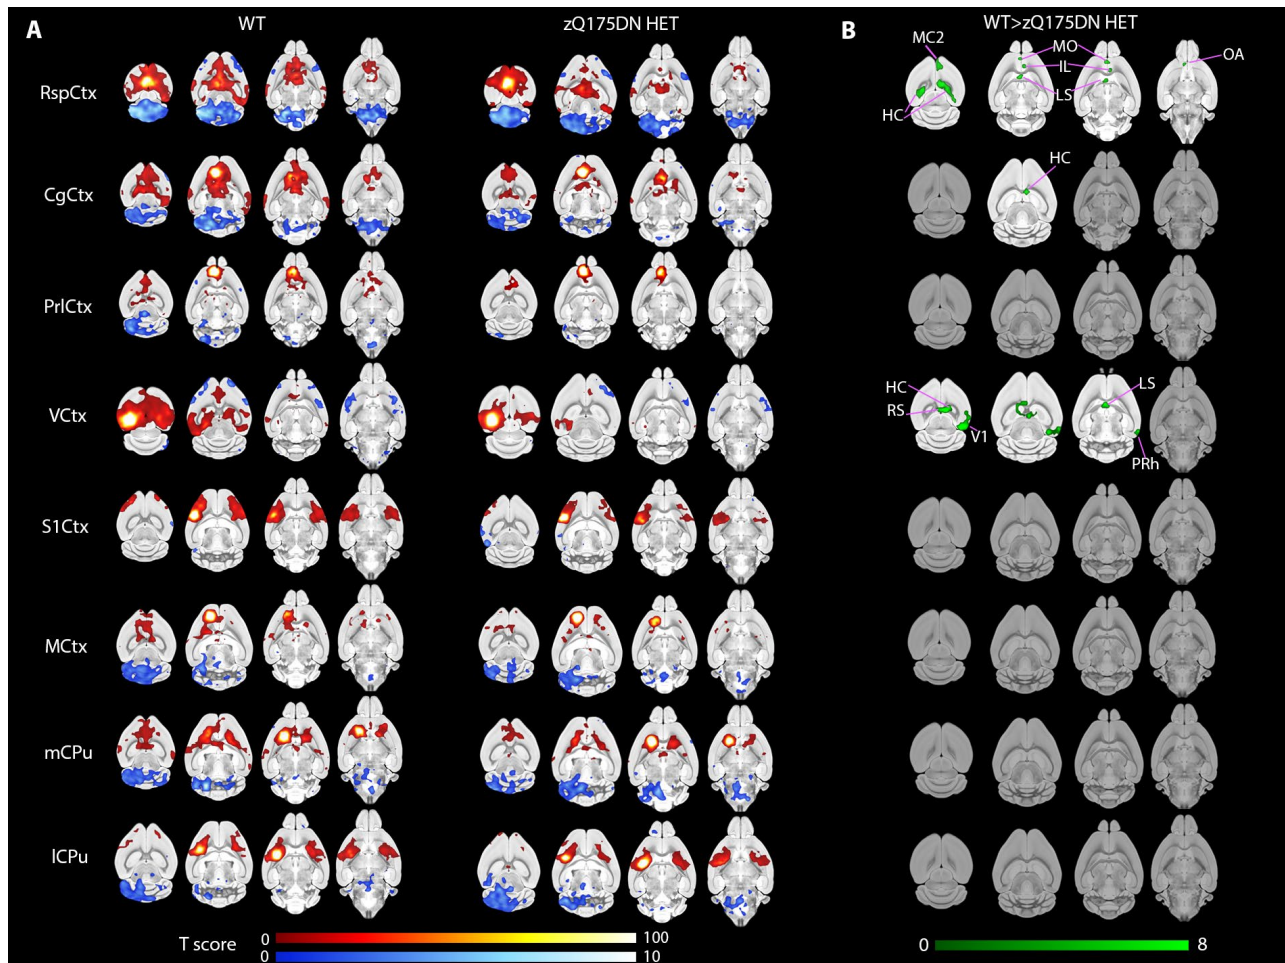 A
WT
zQ175DN HET
B
WT>zQ175DN HET
RspCtx
MC2
HC
MO
IL
LS
OA
CgCtx
HC
PrlCtx
VCtx
HC
RS
V1
LS
PRh
S1Ctx
MCtx
mCPu
lCPu
T score
0
100
0
10
0
8